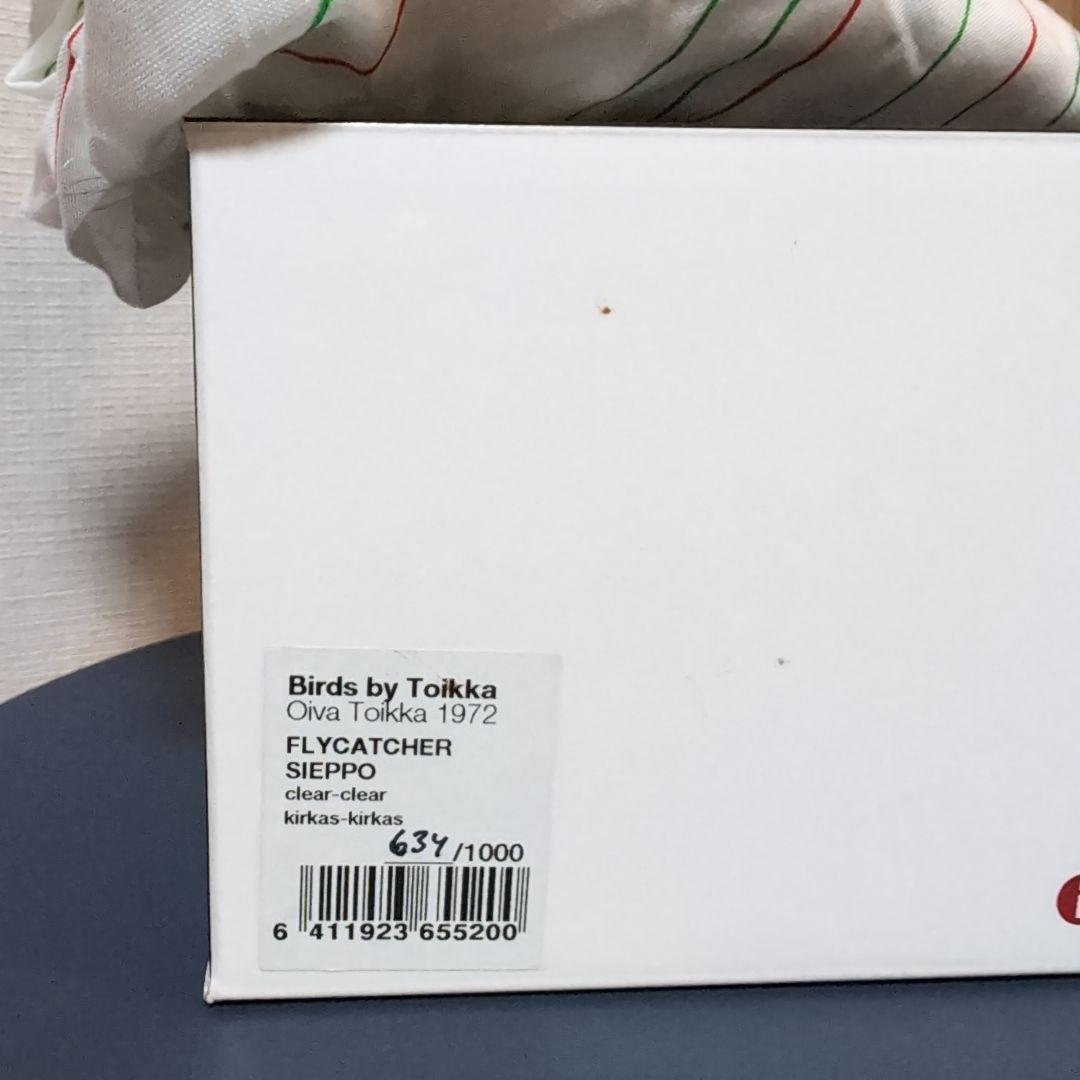 Birds by Toikka
Oiva Toikka 1972
FLYCATCHER
SIEPPO
clear-clear
kirkas-kirkas
634/1000
6 411923 655200